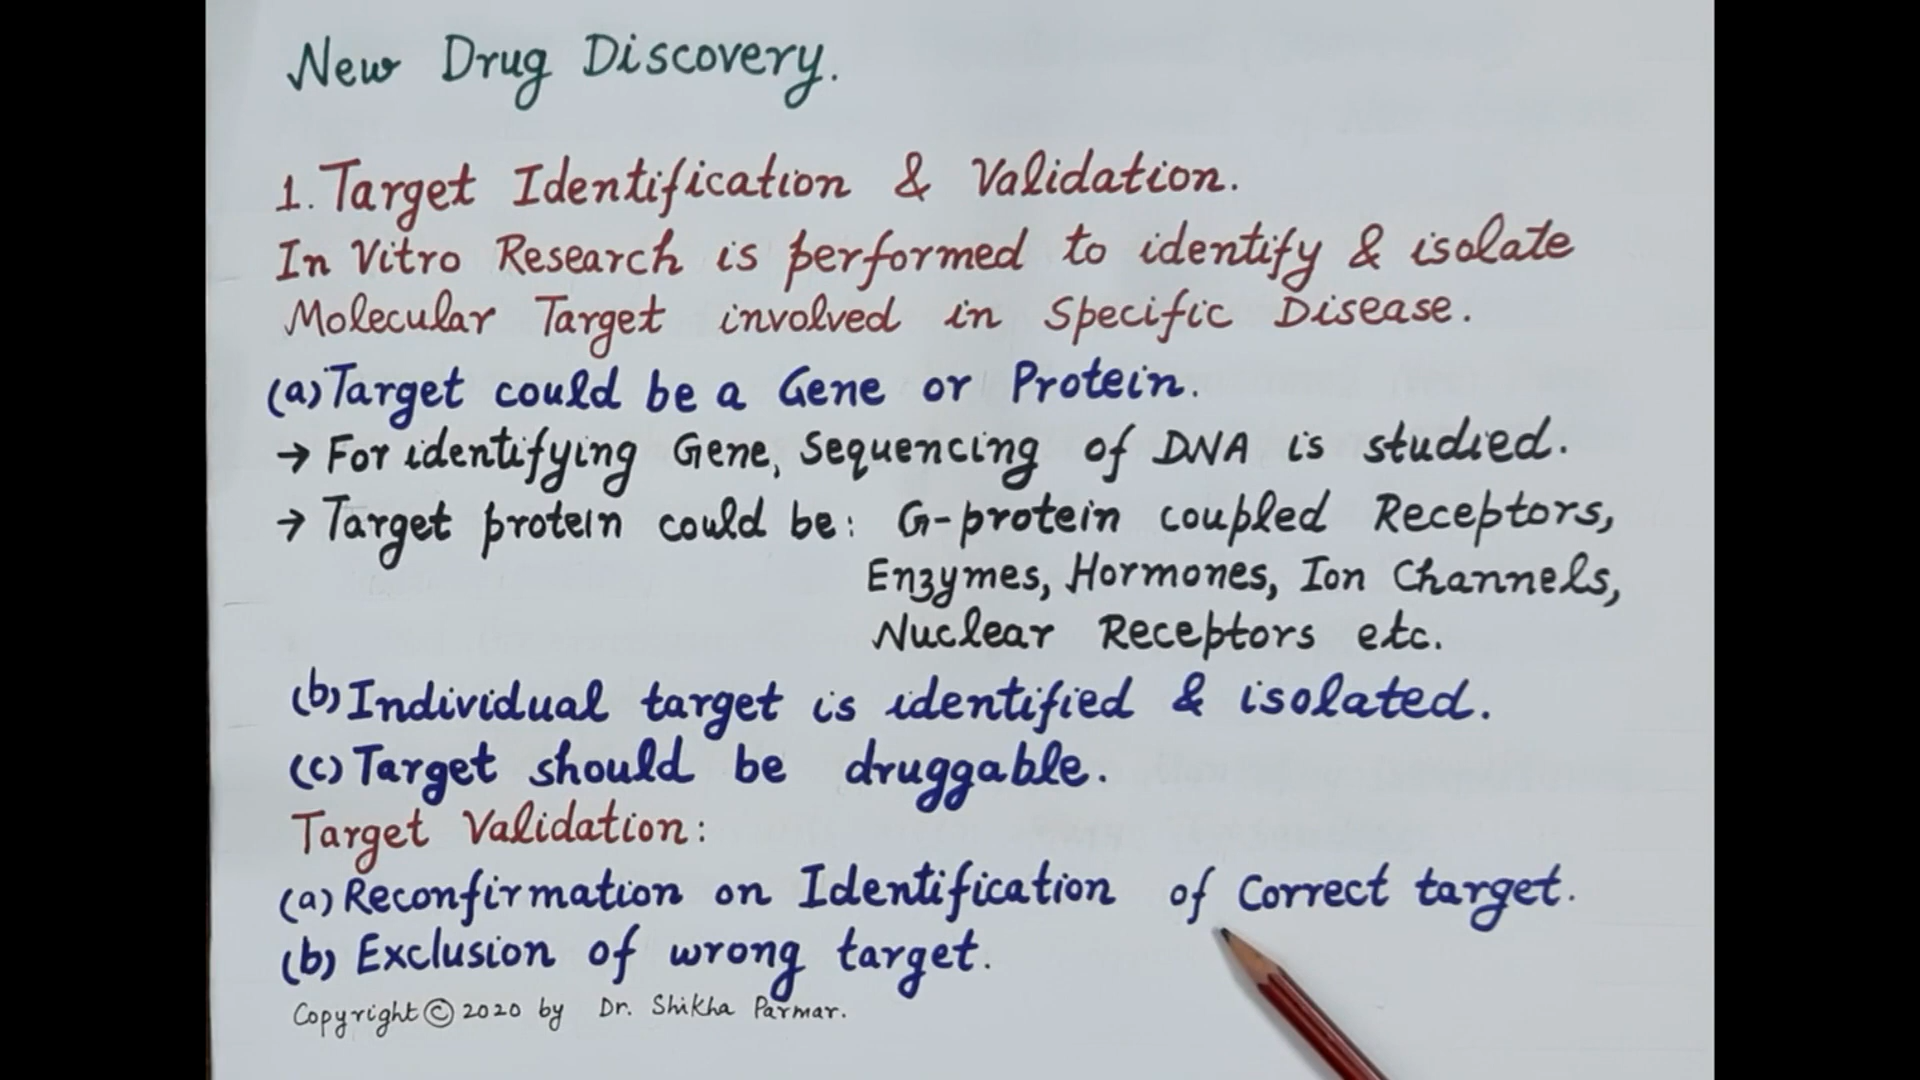 New Drug Discovery.
1. Target Identification & Validation.
In Vitro Research is performed to identify & isolate
Molecular Target involved in Specific Disease.
(a) Target could be a Gene or Protein.
→ For identifying Gene, Sequencing of DNA is studied.
→ Target protein could be: G-protein coupled Receptors,
Enzymes, Hormones, Ion Channels,
Nuclear Receptors etc.
(b) Individual target is identified & isolated.
(c) Target should be druggable.
Target Validation:
(a) Reconfirmation on Identification of Correct target.
(b) Exclusion of wrong target.
Copyright © 2020 by Dr. Shikha Parmar.